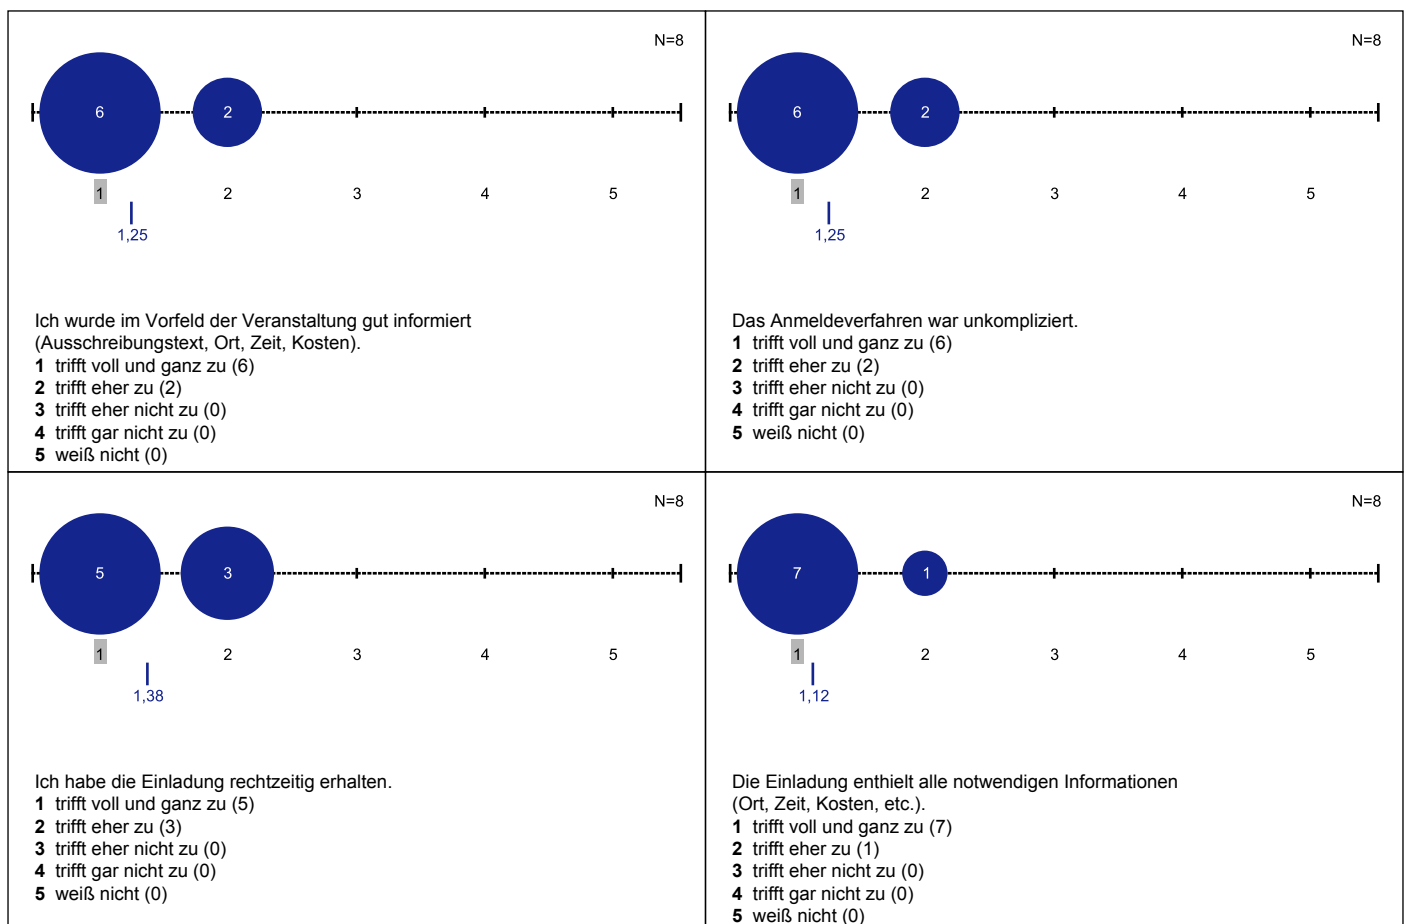 N=8
6
2
1
2
3
4
5
1,25
Ich wurde im Vorfeld der Veranstaltung gut informiert
(Ausschreibungstext, Ort, Zeit, Kosten).
1 trifft voll und ganz zu (6)
2 trifft eher zu (2)
3 trifft eher nicht zu (0)
4 trifft gar nicht zu (0)
5 weiß nicht (0)
N=8
6
2
1
2
3
4
5
1,25
Das Anmeldeverfahren war unkompliziert.
1 trifft voll und ganz zu (6)
2 trifft eher zu (2)
3 trifft eher nicht zu (0)
4 trifft gar nicht zu (0)
5 weiß nicht (0)
N=8
5
3
1
2
3
4
5
1,38
Ich habe die Einladung rechtzeitig erhalten.
1 trifft voll und ganz zu (5)
2 trifft eher zu (3)
3 trifft eher nicht zu (0)
4 trifft gar nicht zu (0)
5 weiß nicht (0)
N=8
7
1
1
2
3
4
5
1,12
Die Einladung enthielt alle notwendigen Informationen
(Ort, Zeit, Kosten, etc.).
1 trifft voll und ganz zu (7)
2 trifft eher zu (1)
3 trifft eher nicht zu (0)
4 trifft gar nicht zu (0)
5 weiß nicht (0)